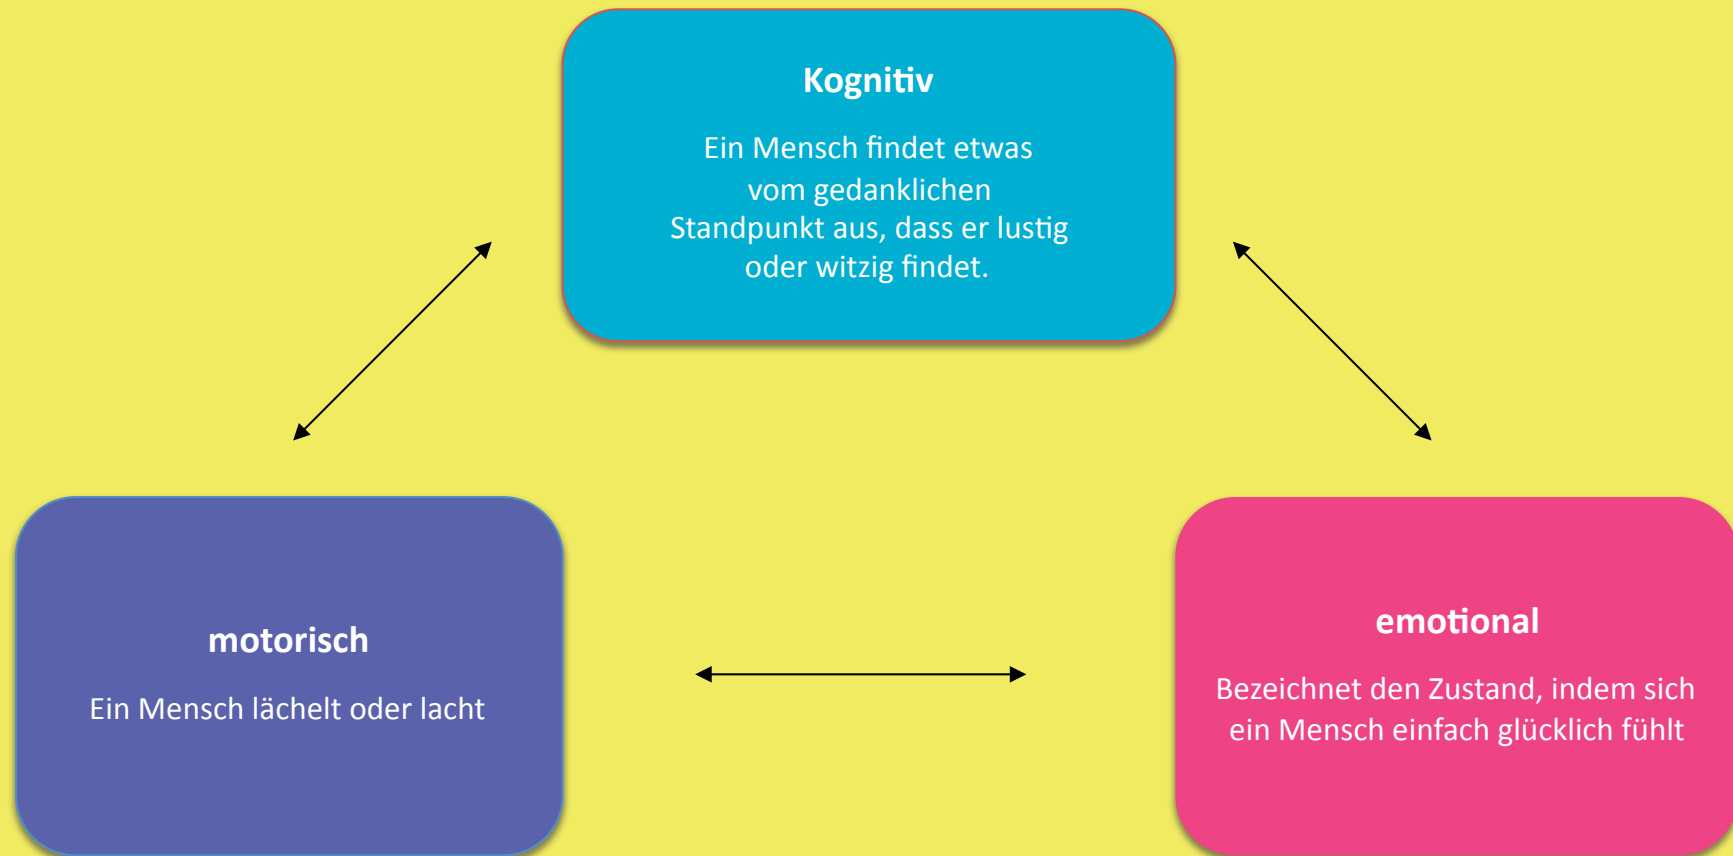 Kognitiv
Ein Mensch findet etwas
vom gedanklichen
Standpunkt aus, dass er lustig
oder witzig findet.
motorisch
Ein Mensch lächelt oder lacht
emotional
Bezeichnet den Zustand, indem sich
ein Mensch einfach glücklich fühlt